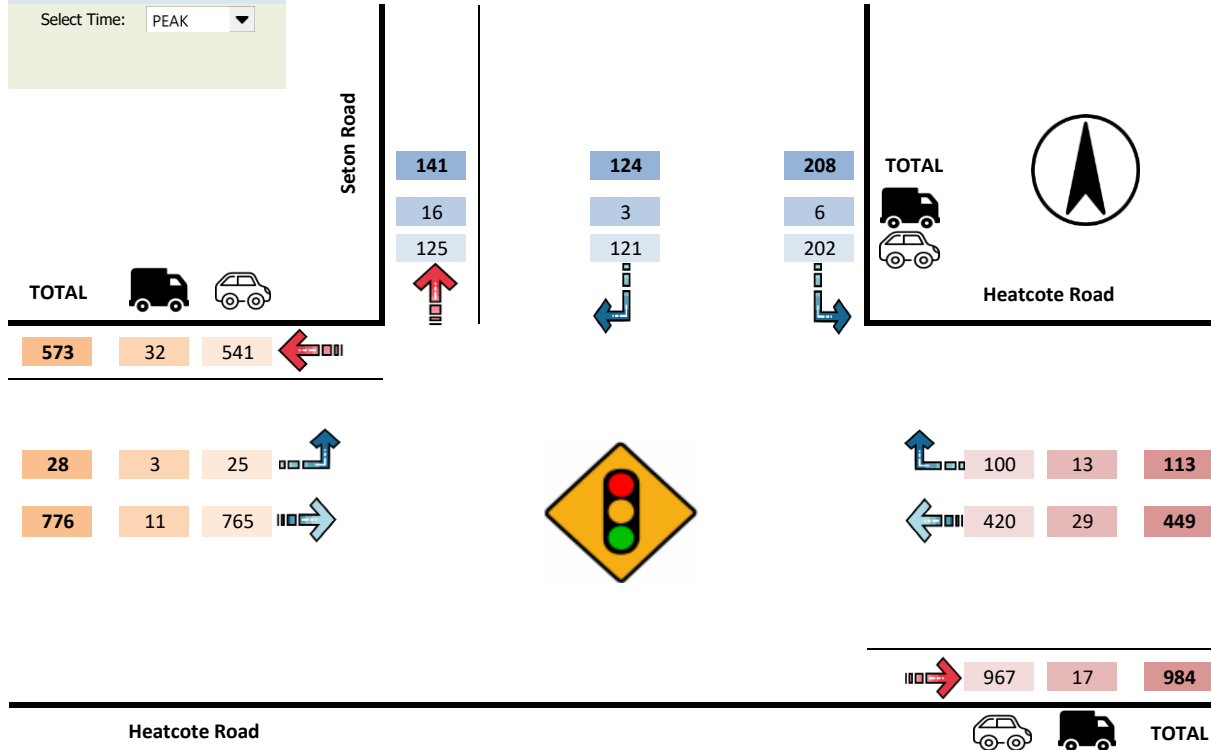 Select Time: PEAK
Seton Road
141 124 208 TOTAL
16 3 6
125 121 202
TOTAL
Heatcote Road
573 32 541
28 3 25 100 13 113
776 11 765 420 29 449
967 17 984
Heatcote Road TOTAL